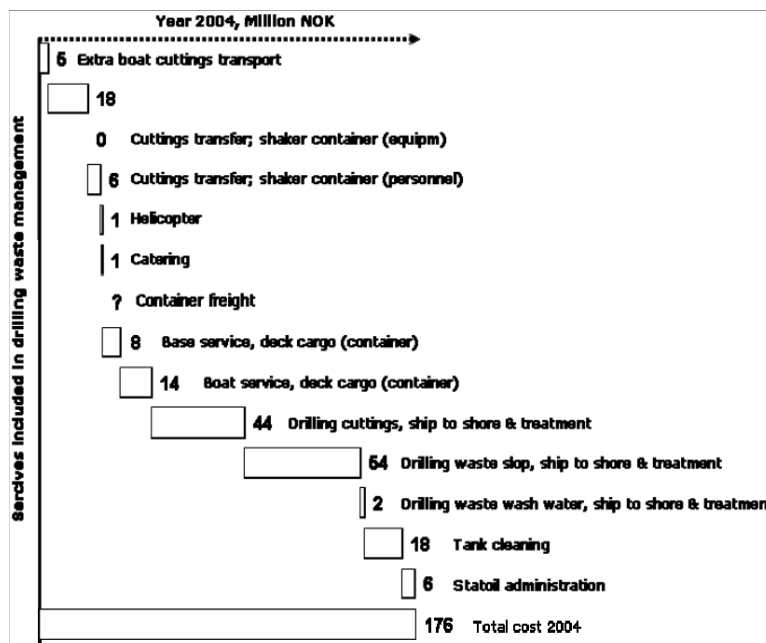 Year 2004, Million NOK
Sercives included in drilling waste management
5 Extra boat cuttings transport
18
0 Cuttings transfer; shaker container (equipm)
6 Cuttings transfer; shaker container (personnel)
1 Helicopter
1 Catering
? Container freight
8 Base service, deck cargo (container)
14 Boat service, deck cargo (container)
44 Drilling cuttings, ship to shore & treatment
54 Drilling waste slop, ship to shore & treatment
2 Drilling waste wash water, ship to shore & treatment
18 Tank cleaning
6 Statoil administration
176 Total cost 2004